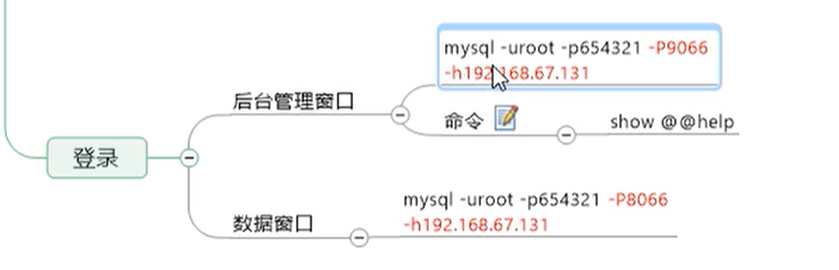 mysql -uroot -p654321 -P9066
-h192.168.67.131
后台管理窗口
命令
show @@help
登录
mysql -uroot -p654321 -P8066
-h192.168.67.131
数据窗口